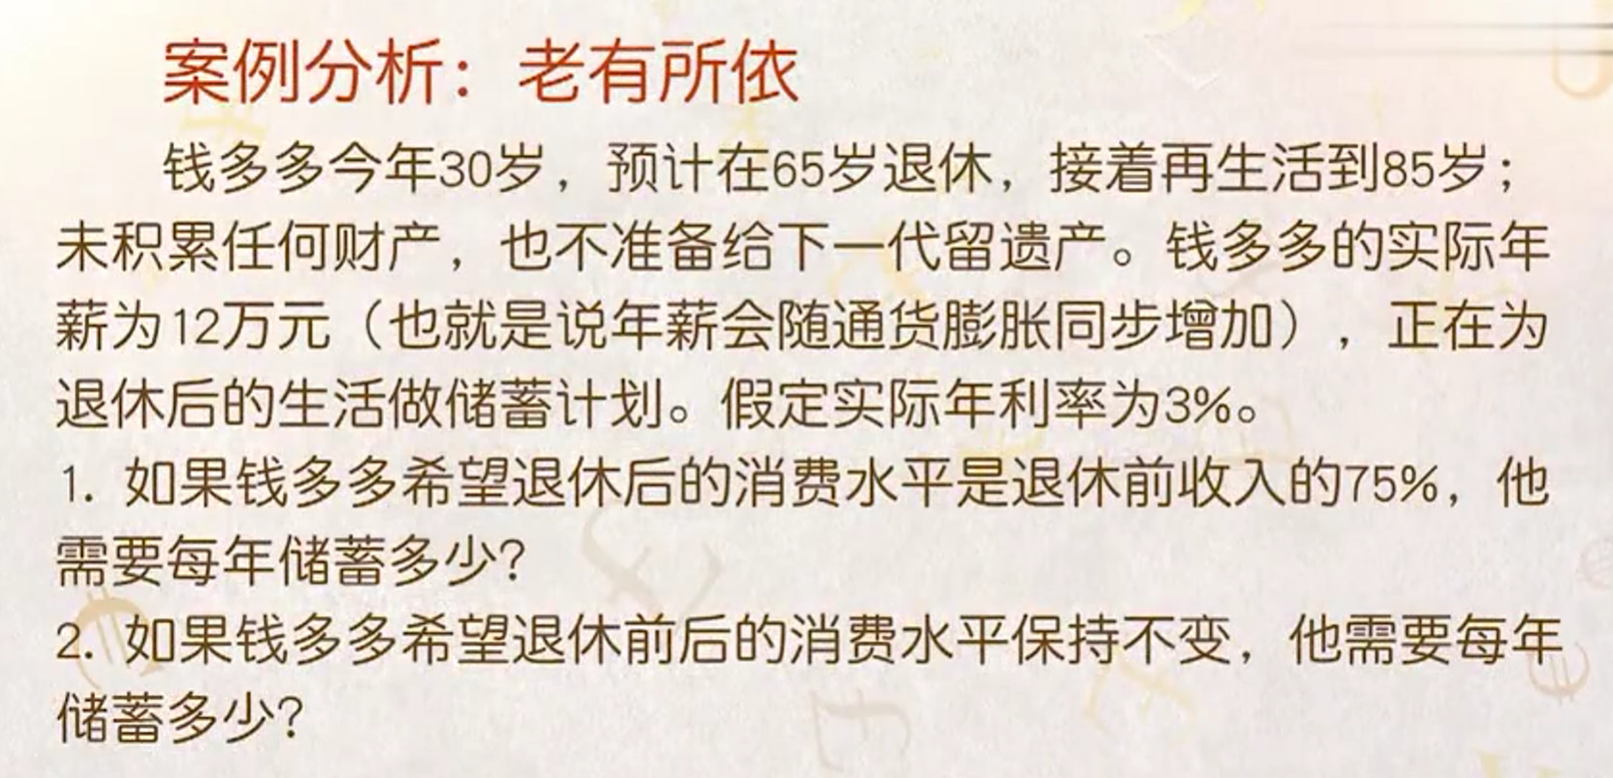 案例分析：老有所依
钱多多今年30岁，预计在65岁退休，接着再生活到85岁；
未积累任何财产，也不准备给下一代留遗产。钱多多的实际年
薪为12万元（也就是说年薪会随通货膨胀同步增加），正在为
退休后的生活做储蓄计划。假定实际年利率为3%。
1. 如果钱多多希望退休后的消费水平是退休前收入的75%，他
需要每年储蓄多少？
2. 如果钱多多希望退休前后的消费水平保持不变，他需要每年
储蓄多少？